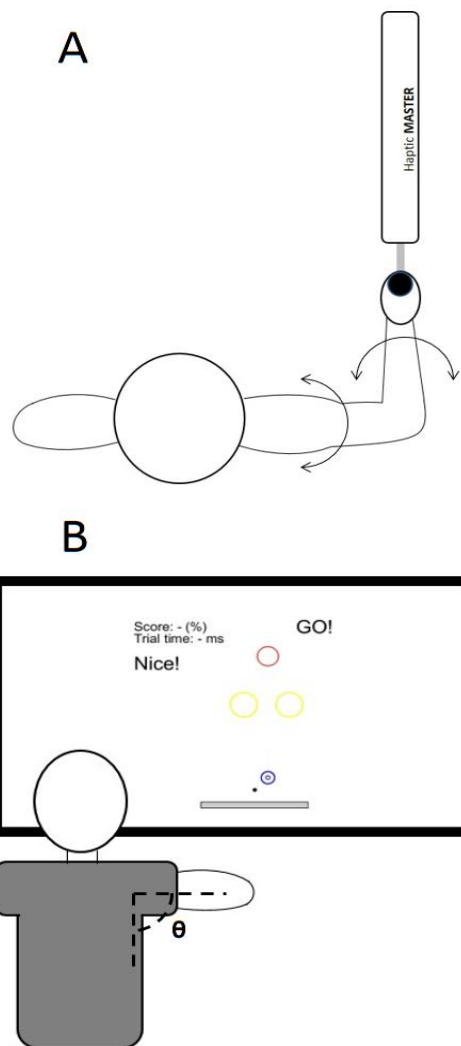 A
Haptic MASTER
B
Score: - (%)
Trial time: - ms
GO!
Nice!
θ